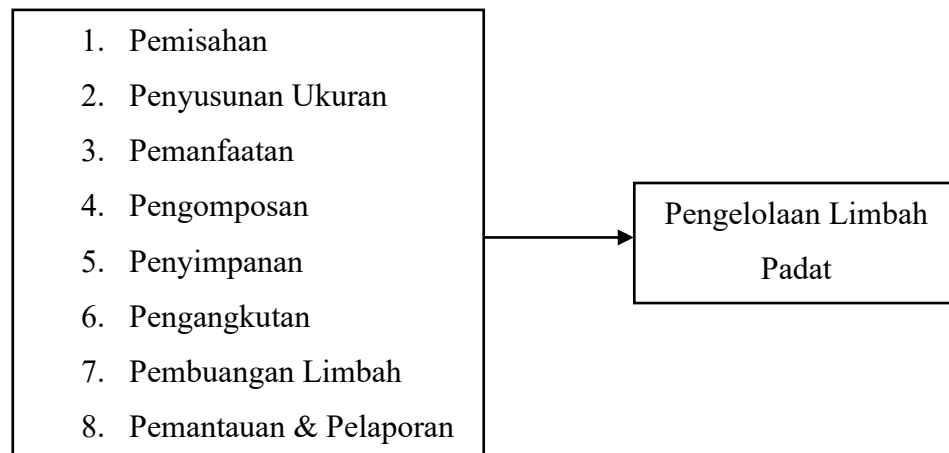 1. Pemisahan
2. Penyusunan Ukuran
3. Pemanfaatan
4. Pengomposan
5. Penyimpanan
6. Pengangkutan
7. Pembuangan Limbah
8. Pemantauan & Pelaporan
Pengelolaan Limbah
Padat